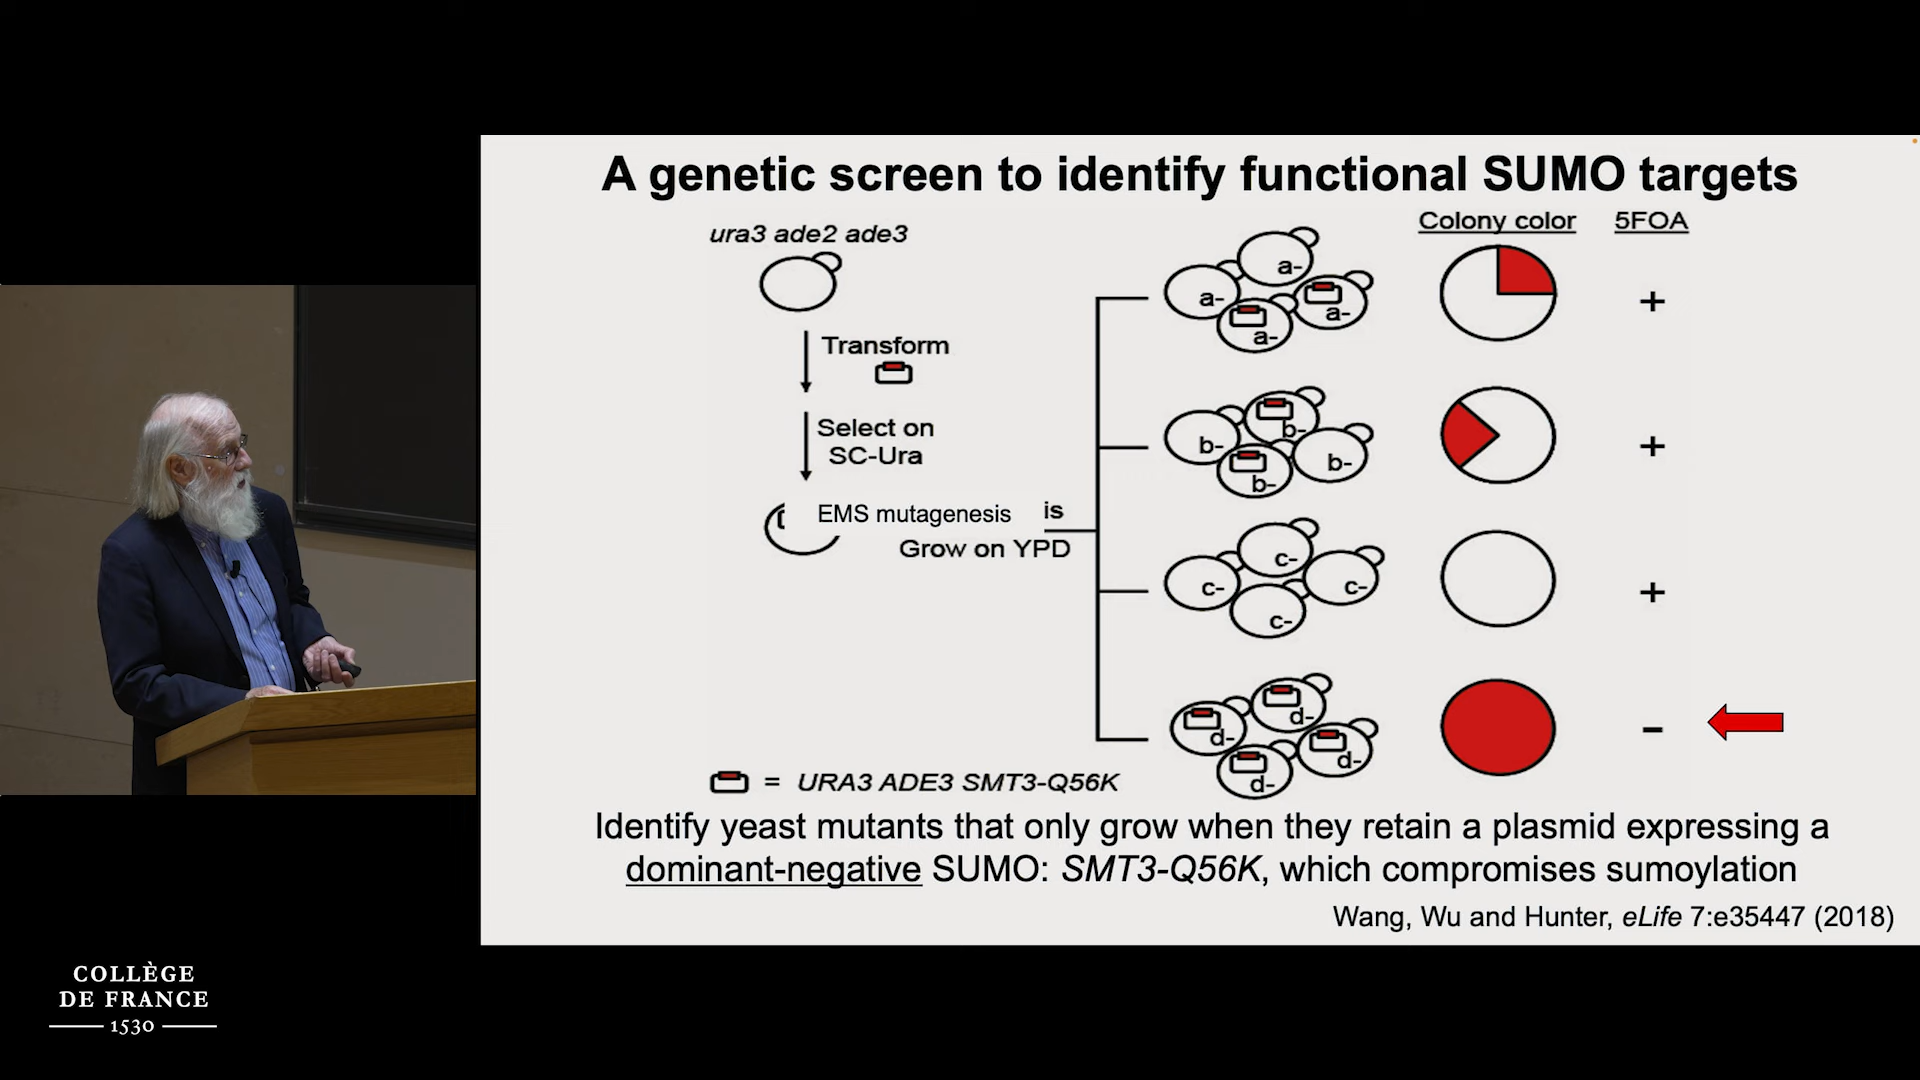 A genetic screen to identify functional SUMO targets
ura3 ade2 ade3
Transform
Select on
SC-Ura
EMS mutagenesis is
Grow on YPD
Colony color 5FOA
a-
a-
a-
a-
+
b-
b-
b-
b-
+
c-
c-
c-
c-
+
d-
d-
d-
d-
-
= URA3 ADE3 SMT3-Q56K
Identify yeast mutants that only grow when they retain a plasmid expressing a
dominant-negative SUMO: SMT3-Q56K, which compromises sumoylation
Wang, Wu and Hunter, eLife 7:e35447 (2018)
COLLÈGE
DE FRANCE
1530